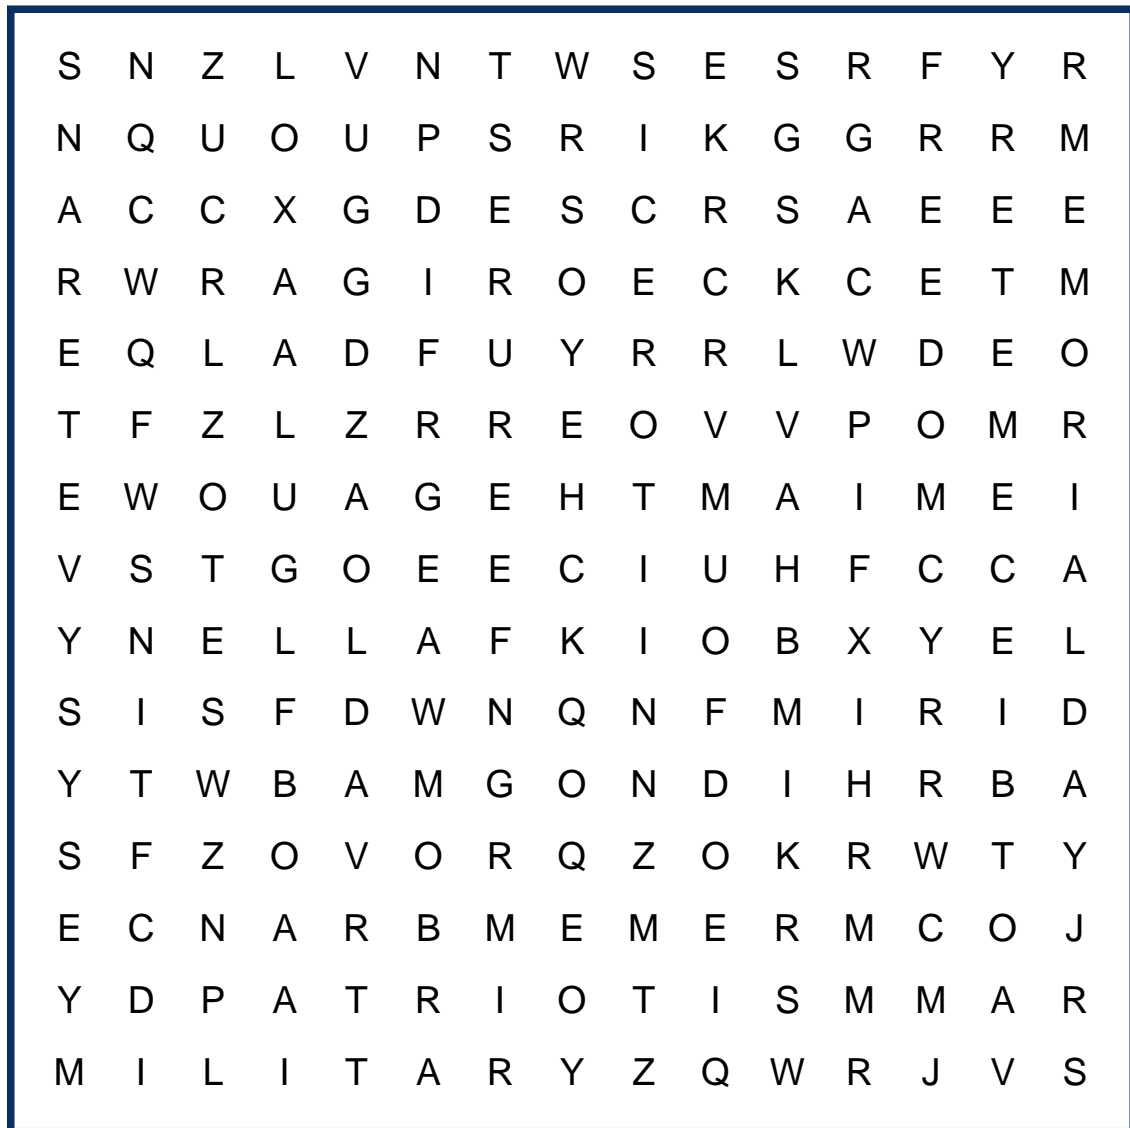 S N Z L V N T W S E S R F Y R
N Q U O U P S R I K G G R R M
A C C X G D E S C R S A E E E
R W R A G I R O E C K C E T M
E Q L A D F U Y R R L W D E O
T F Z L Z R R E O V V P O M R
E W O U A G E H T M A I M E I
V S T G O E E C I U H F C C A
Y N E L L A F K I O B X Y E L
S I S F D W N Q N F M I R I D
Y T W B A M G O N D I H R B A
S F Z O V O R Q Z O K R W T Y
E C N A R B M E M E R M C O J
Y D P A T R I O T I S M M A R
M I L I T A R Y Z Q W R J V S